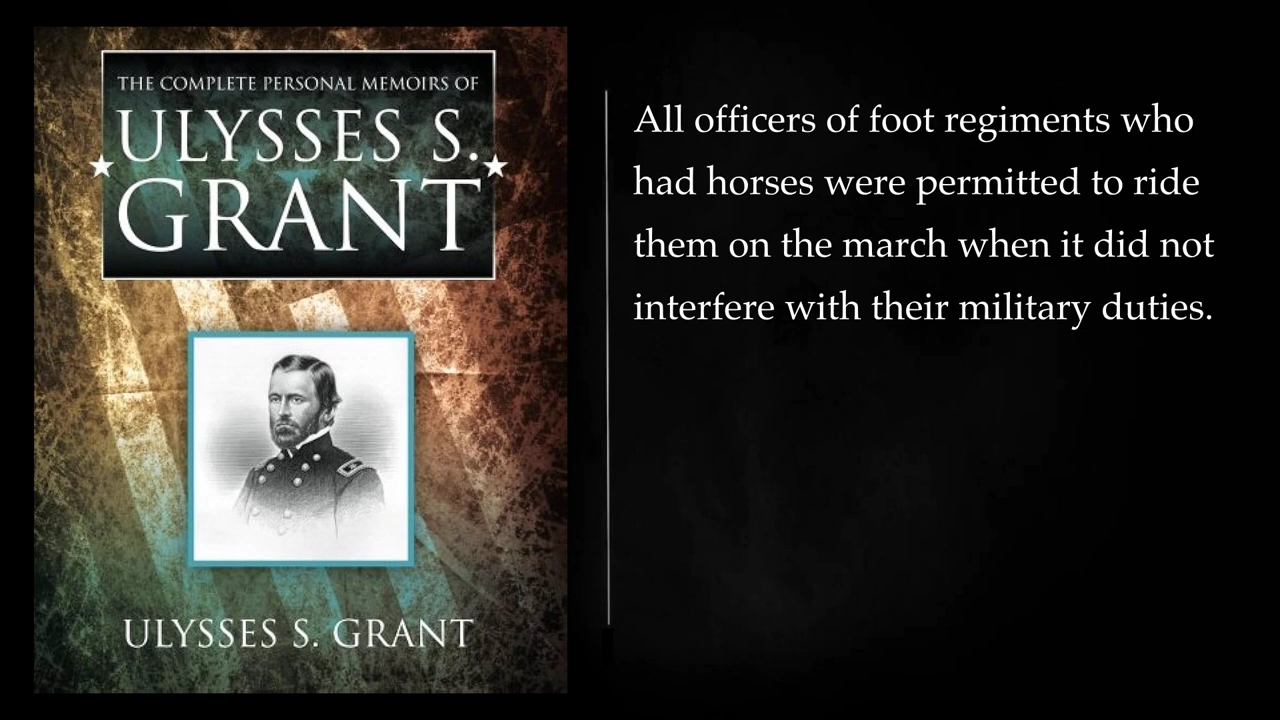 THE COMPLETE PERSONAL MEMOIRS OF
ULYSSES S.
GRANT
ULYSSES S. GRANT
All officers of foot regiments who
had horses were permitted to ride
them on the march when it did not
interfere with their military duties.